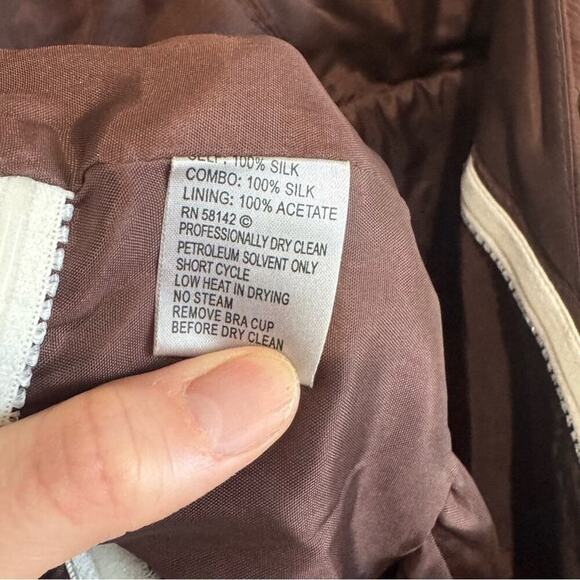 SELF: 100% SILK
COMBO: 100% SILK
LINING: 100% ACETATE
RN 58142 ©
PROFESSIONALLY DRY CLEAN
PETROLEUM SOLVENT ONLY
SHORT CYCLE
LOW HEAT IN DRYING
NO STEAM
REMOVE BRA CUP
BEFORE DRY CLEAN